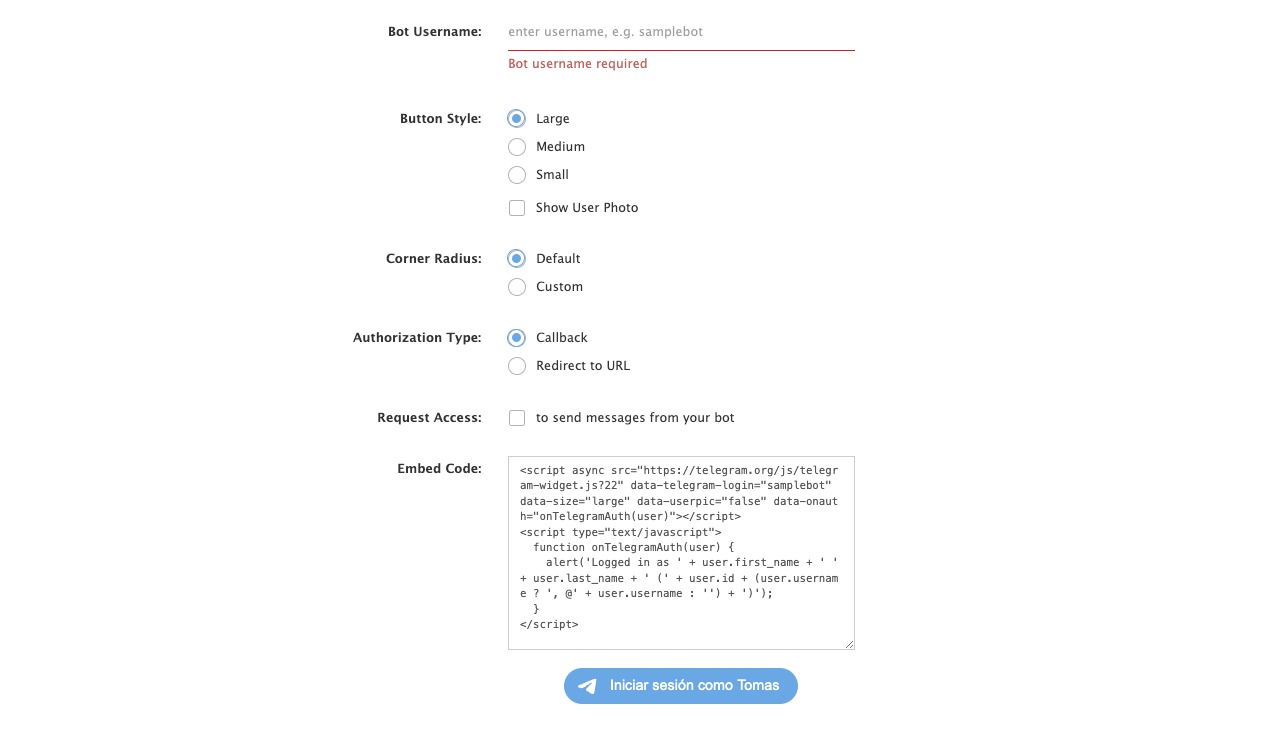 Bot Username: enter username, e.g. samplebot
Bot username required
Button Style: Large
Medium
Small
Show User Photo
Corner Radius: Default
Custom
Authorization Type: Callback
Redirect to URL
Request Access: to send messages from your bot
Embed Code: <script async src="https://telegram.org/js/telegr
am-widget.js?22" data-telegram-login="samplebot"
data-size="large" data-userpic="false" data-onaut
h="onTelegramAuth(user)"></script>
<script type="text/javascript">
  function onTelegramAuth(user) {
    alert('Logged in as ' + user.first_name + ' '
+ user.last_name + ' (' + user.id + (user.usernam
e ? ', @' + user.username : '') + ')');
  }
</script>
Iniciar sesión como Tomas